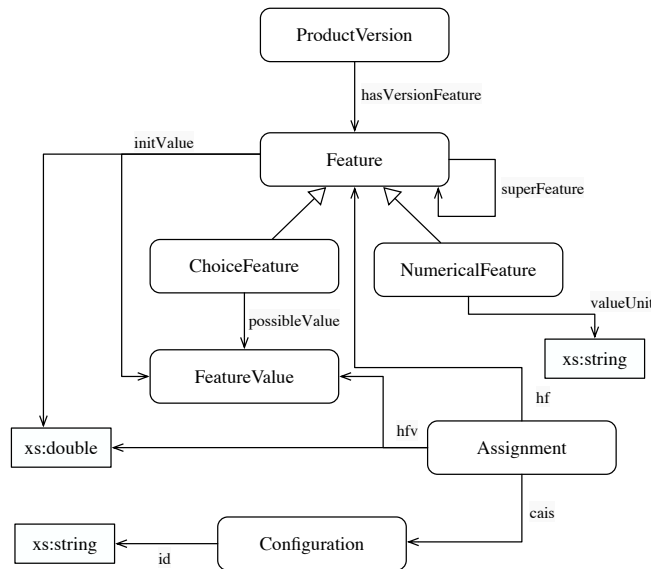 ProductVersion
hasVersionFeature
initValue
Feature
superFeature
ChoiceFeature
NumericalFeature
valueUnit
possibleValue
xs:string
FeatureValue
hf
hfv
xs:double
Assignment
cais
xs:string
id
Configuration